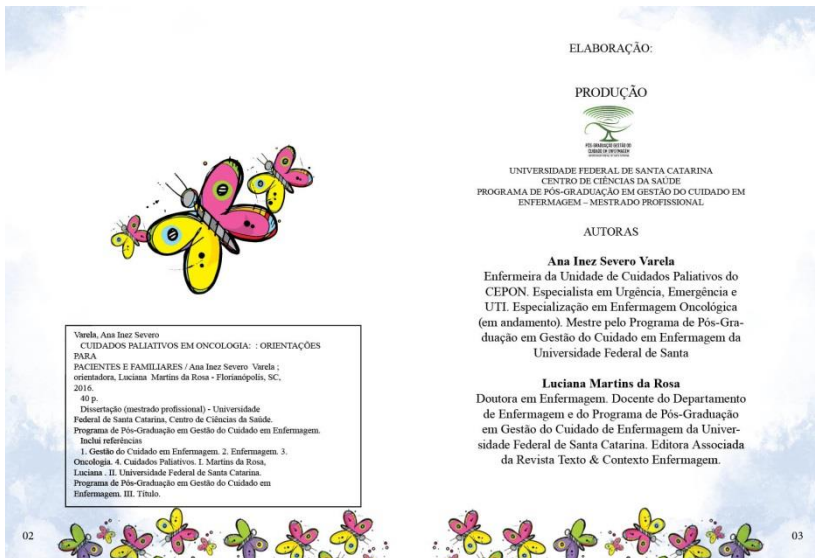 Varela, Ana Inez Severo
CUIDADOS PALIATIVOS EM ONCOLOGIA: : ORIENTAÇÕES
PARA
PACIENTES E FAMILIARES / Ana Inez Severo Varela ;
orientadora, Luciana Martins da Rosa - Florianópolis, SC,
2016.
40 p.
Dissertação (mestrado profissional) - Universidade
Federal de Santa Catarina, Centro de Ciências da Saúde.
Programa de Pós-Graduação em Gestão do Cuidado em Enfermagem.
Inclui referências
1. Gestão do Cuidado em Enfermagem. 2. Enfermagem. 3.
Oncologia. 4. Cuidados Paliativos. I. Martins da Rosa,
Luciana . II. Universidade Federal de Santa Catarina.
Programa de Pós-Graduação em Gestão do Cuidado em
Enfermagem. III. Título.
02
ELABORAÇÃO:
PRODUÇÃO
PÓS-GRADUAÇÃO GESTÃO DO
CUIDADO EM ENFERMAGEM
UNIVERSIDADE FEDERAL DE SANTA CATARINA
CENTRO DE CIÊNCIAS DA SAÚDE
PROGRAMA DE PÓS-GRADUAÇÃO EM GESTÃO DO CUIDADO EM
ENFERMAGEM – MESTRADO PROFISSIONAL
AUTORAS
Ana Inez Severo Varela
Enfermeira da Unidade de Cuidados Paliativos do
CEPON. Especialista em Urgência, Emergência e
UTI. Especialização em Enfermagem Oncológica
(em andamento). Mestre pelo Programa de Pós-Gra-
duação em Gestão do Cuidado em Enfermagem da
Universidade Federal de Santa
Luciana Martins da Rosa
Doutora em Enfermagem. Docente do Departamento
de Enfermagem e do Programa de Pós-Graduação
em Gestão do Cuidado de Enfermagem da Univer-
sidade Federal de Santa Catarina. Editora Associada
da Revista Texto & Contexto Enfermagem.
03